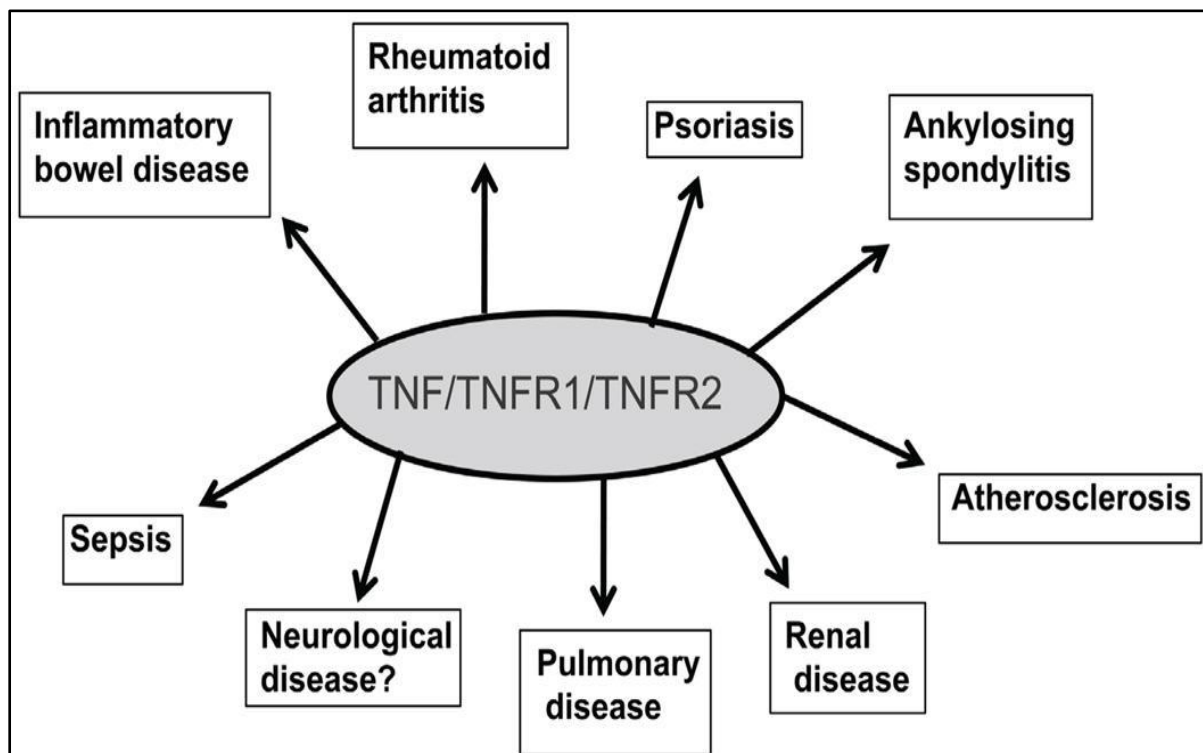 Rheumatoid
arthritis
Inflammatory
bowel disease
Psoriasis
Ankylosing
spondylitis
TNF/TNFR1/TNFR2
Atherosclerosis
Sepsis
Neurological
disease?
Pulmonary
disease
Renal
disease